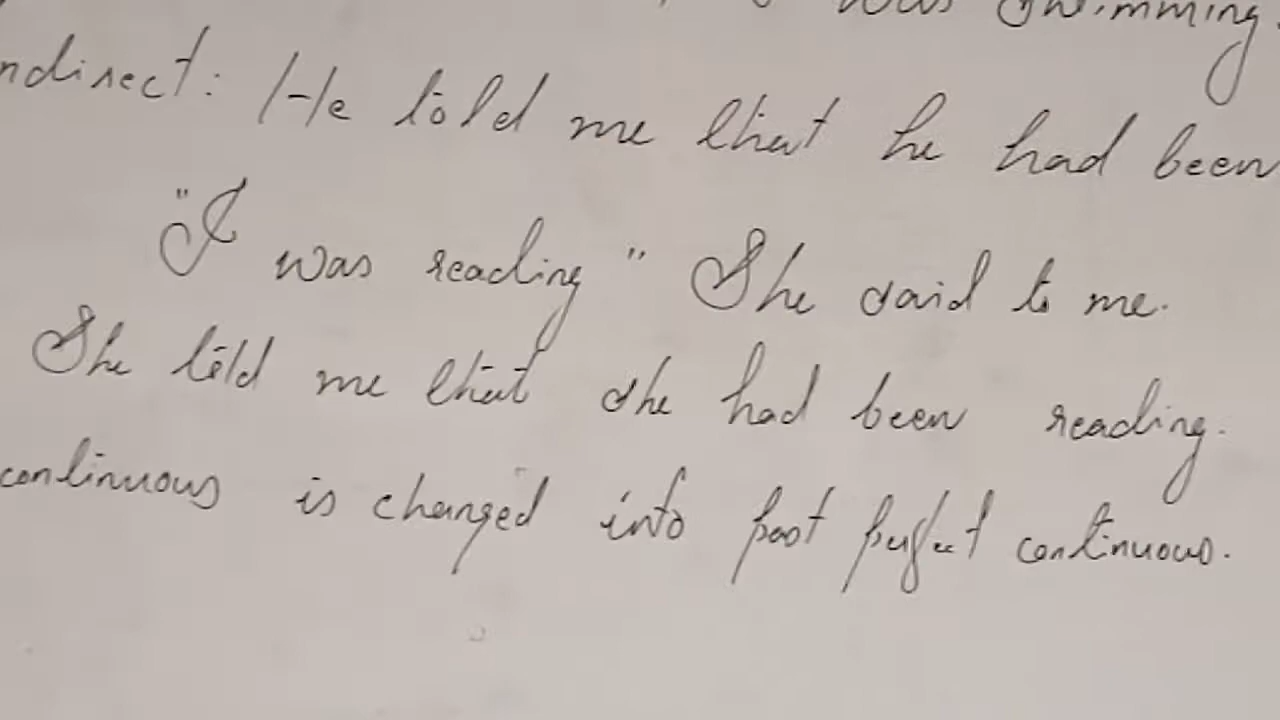 was swimming.
ndirect: He told me that he had been
"I was reading" She said to me.
She told me that she had been reading.
continuous is changed into past perfect continuous.